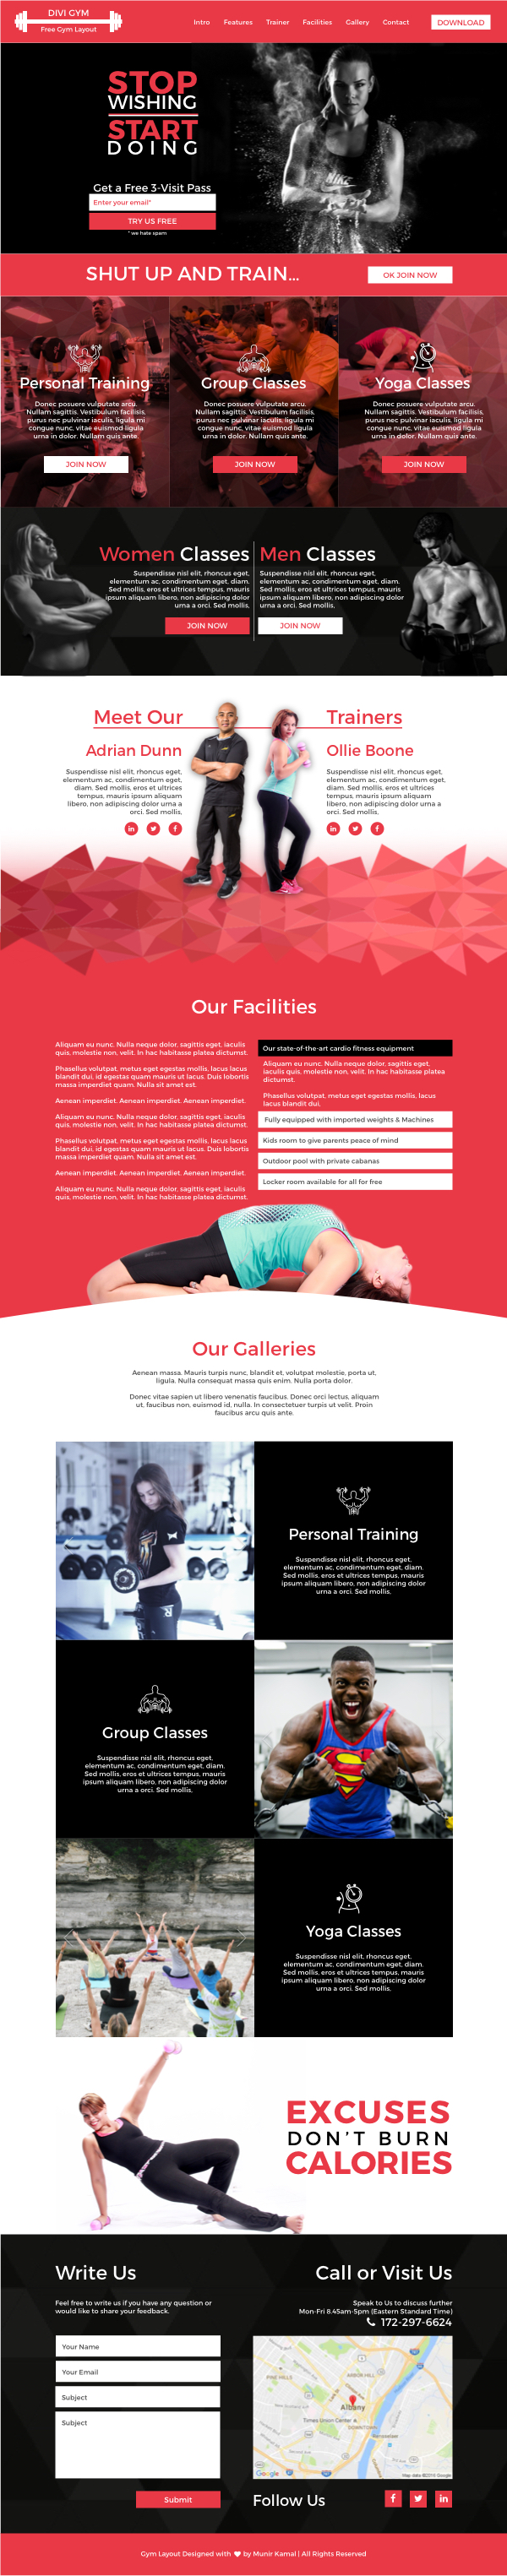 DIVI GYM
Free Gym Layout
Intro Features Trainer Facilities Gallery Contact DOWNLOAD
STOP
WISHING
START
DOING
NIKE
Get a Free 3-Visit Pass
Enter your email*
TRY US FREE
* we hate spam
SHUT UP AND TRAIN...
OK JOIN NOW
Personal Training
Donec posuere vulputate arcu.
Nullam sagittis. Vestibulum facilisis,
purus nec pulvinar iaculis, ligula mi
congue nunc, vitae euismod ligula
urna in dolor. Nullam quis ante.
JOIN NOW
Group Classes
Donec posuere vulputate arcu.
Nullam sagittis. Vestibulum facilisis,
purus nec pulvinar iaculis, ligula mi
congue nunc, vitae euismod ligula
urna in dolor. Nullam quis ante.
JOIN NOW
Yoga Classes
Donec posuere vulputate arcu.
Nullam sagittis. Vestibulum facilisis,
purus nec pulvinar iaculis, ligula mi
congue nunc, vitae euismod ligula
urna in dolor. Nullam quis ante.
JOIN NOW
Women Classes
Suspendisse nisl elit, rhoncus eget,
elementum ac, condimentum eget, diam.
Sed mollis, eros et ultrices tempus, mauris
ipsum aliquam libero, non adipiscing dolor
urna a orci. Sed mollis,
JOIN NOW
Men Classes
Suspendisse nisl elit, rhoncus eget,
elementum ac, condimentum eget, diam.
Sed mollis, eros et ultrices tempus, mauris
ipsum aliquam libero, non adipiscing dolor
urna a orci. Sed mollis,
JOIN NOW
Meet Our Trainers
Adrian Dunn
Suspendisse nisl elit, rhoncus eget,
elementum ac, condimentum eget,
diam. Sed mollis, eros et ultrices
tempus, mauris ipsum aliquam
libero, non adipiscing dolor urna a
orci. Sed mollis,
Ollie Boone
Suspendisse nisl elit, rhoncus eget,
elementum ac, condimentum eget,
diam. Sed mollis, eros et ultrices
tempus, mauris ipsum aliquam
libero, non adipiscing dolor urna a
orci. Sed mollis,
Our Facilities
Aliquam eu nunc. Nulla neque dolor, sagittis eget, iaculis
quis, molestie non, velit. In hac habitasse platea dictumst.
Phasellus volutpat, metus eget egestas mollis, lacus lacus
blandit dui, id egestas quam mauris ut lacus. Duis lobortis
massa imperdiet quam. Nulla sit amet est.
Aenean imperdiet. Aenean imperdiet. Aenean imperdiet.
Aliquam eu nunc. Nulla neque dolor, sagittis eget, iaculis
quis, molestie non, velit. In hac habitasse platea dictumst.
Phasellus volutpat, metus eget egestas mollis, lacus lacus
blandit dui, id egestas quam mauris ut lacus. Duis lobortis
massa imperdiet quam. Nulla sit amet est.
Aenean imperdiet. Aenean imperdiet. Aenean imperdiet.
Aliquam eu nunc. Nulla neque dolor, sagittis eget, iaculis
quis, molestie non, velit. In hac habitasse platea dictumst.
Our state-of-the-art cardio fitness equipment
Aliquam eu nunc. Nulla neque dolor, sagittis eget,
iaculis quis, molestie non, velit. In hac habitasse platea
dictumst.
Phasellus volutpat, metus eget egestas mollis, lacus
lacus blandit dui,
Fully equipped with imported weights & Machines
Kids room to give parents peace of mind
Outdoor pool with private cabanas
Locker room available for all for free
Our Galleries
Aenean massa. Mauris turpis nunc, blandit et, volutpat molestie, porta ut,
ligula. Nulla consequat massa quis enim. Nulla porta dolor.
Donec vitae sapien ut libero venenatis faucibus. Donec orci lectus, aliquam
ut, faucibus non, euismod id, nulla. In consectetuer turpis ut velit. Proin
faucibus arcu quis ante.
Personal Training
Suspendisse nisl elit, rhoncus eget,
elementum ac, condimentum eget, diam.
Sed mollis, eros et ultrices tempus, mauris
ipsum aliquam libero, non adipiscing dolor
urna a orci. Sed mollis,
Group Classes
Suspendisse nisl elit, rhoncus eget,
elementum ac, condimentum eget, diam.
Sed mollis, eros et ultrices tempus, mauris
ipsum aliquam libero, non adipiscing dolor
urna a orci. Sed mollis,
Yoga Classes
Suspendisse nisl elit, rhoncus eget,
elementum ac, condimentum eget, diam.
Sed mollis, eros et ultrices tempus, mauris
ipsum aliquam libero, non adipiscing dolor
urna a orci. Sed mollis,
EXCUSES
DON'T BURN
CALORIES
Write Us
Feel free to write us if you have any question or
would like to share your feedback.
Your Name
Your Email
Subject
Subject
Submit
Call or Visit Us
Speak to Us to discuss further
Mon-Fri 8.45am-5pm (Eastern Standard Time)
172-297-6624
PINE HILLS
ARBOR HILL
Albany
Times Union Center
DOWNTOWN
Rensselaer
Google
Map data ©2016 Google
Follow Us
Gym Layout Designed with by Munir Kamal | All Rights Reserved